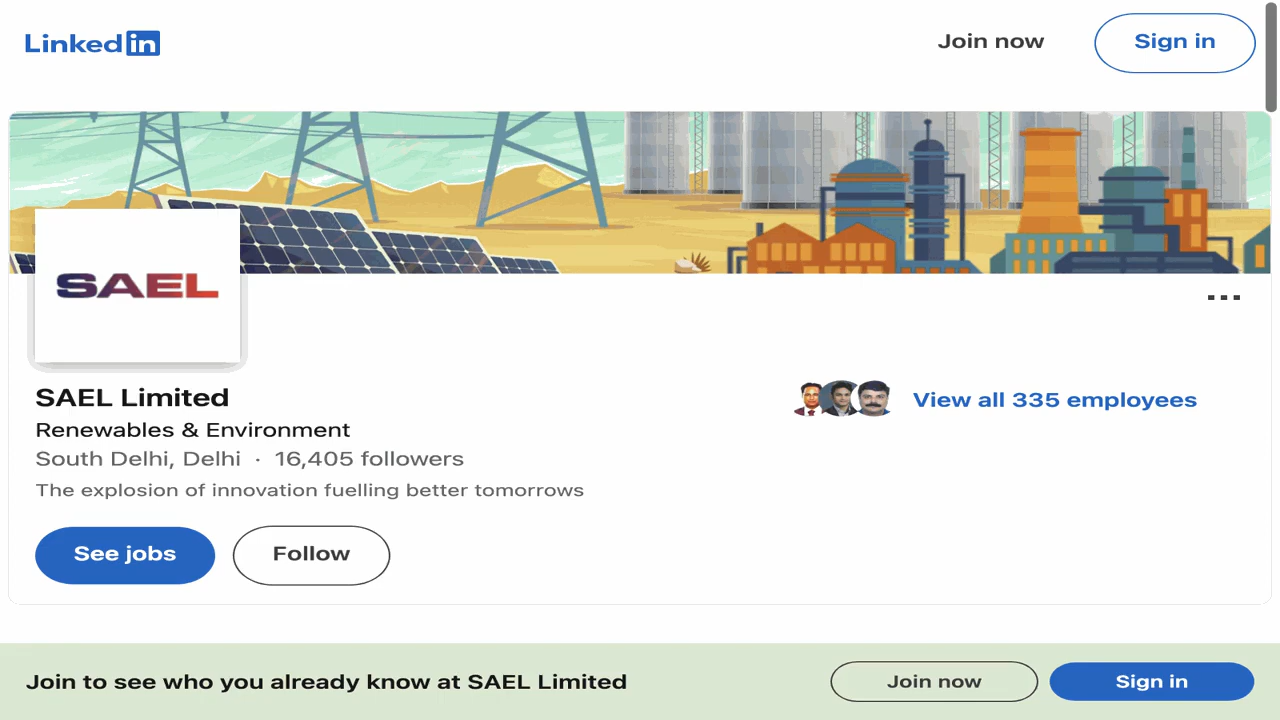 Linked in
Join now
Sign in
SAEL
SAEL Limited
View all 335 employees
Renewables & Environment
South Delhi, Delhi · 16,405 followers
The explosion of innovation fuelling better tomorrows
See jobs
Follow
Join to see who you already know at SAEL Limited
Join now
Sign in